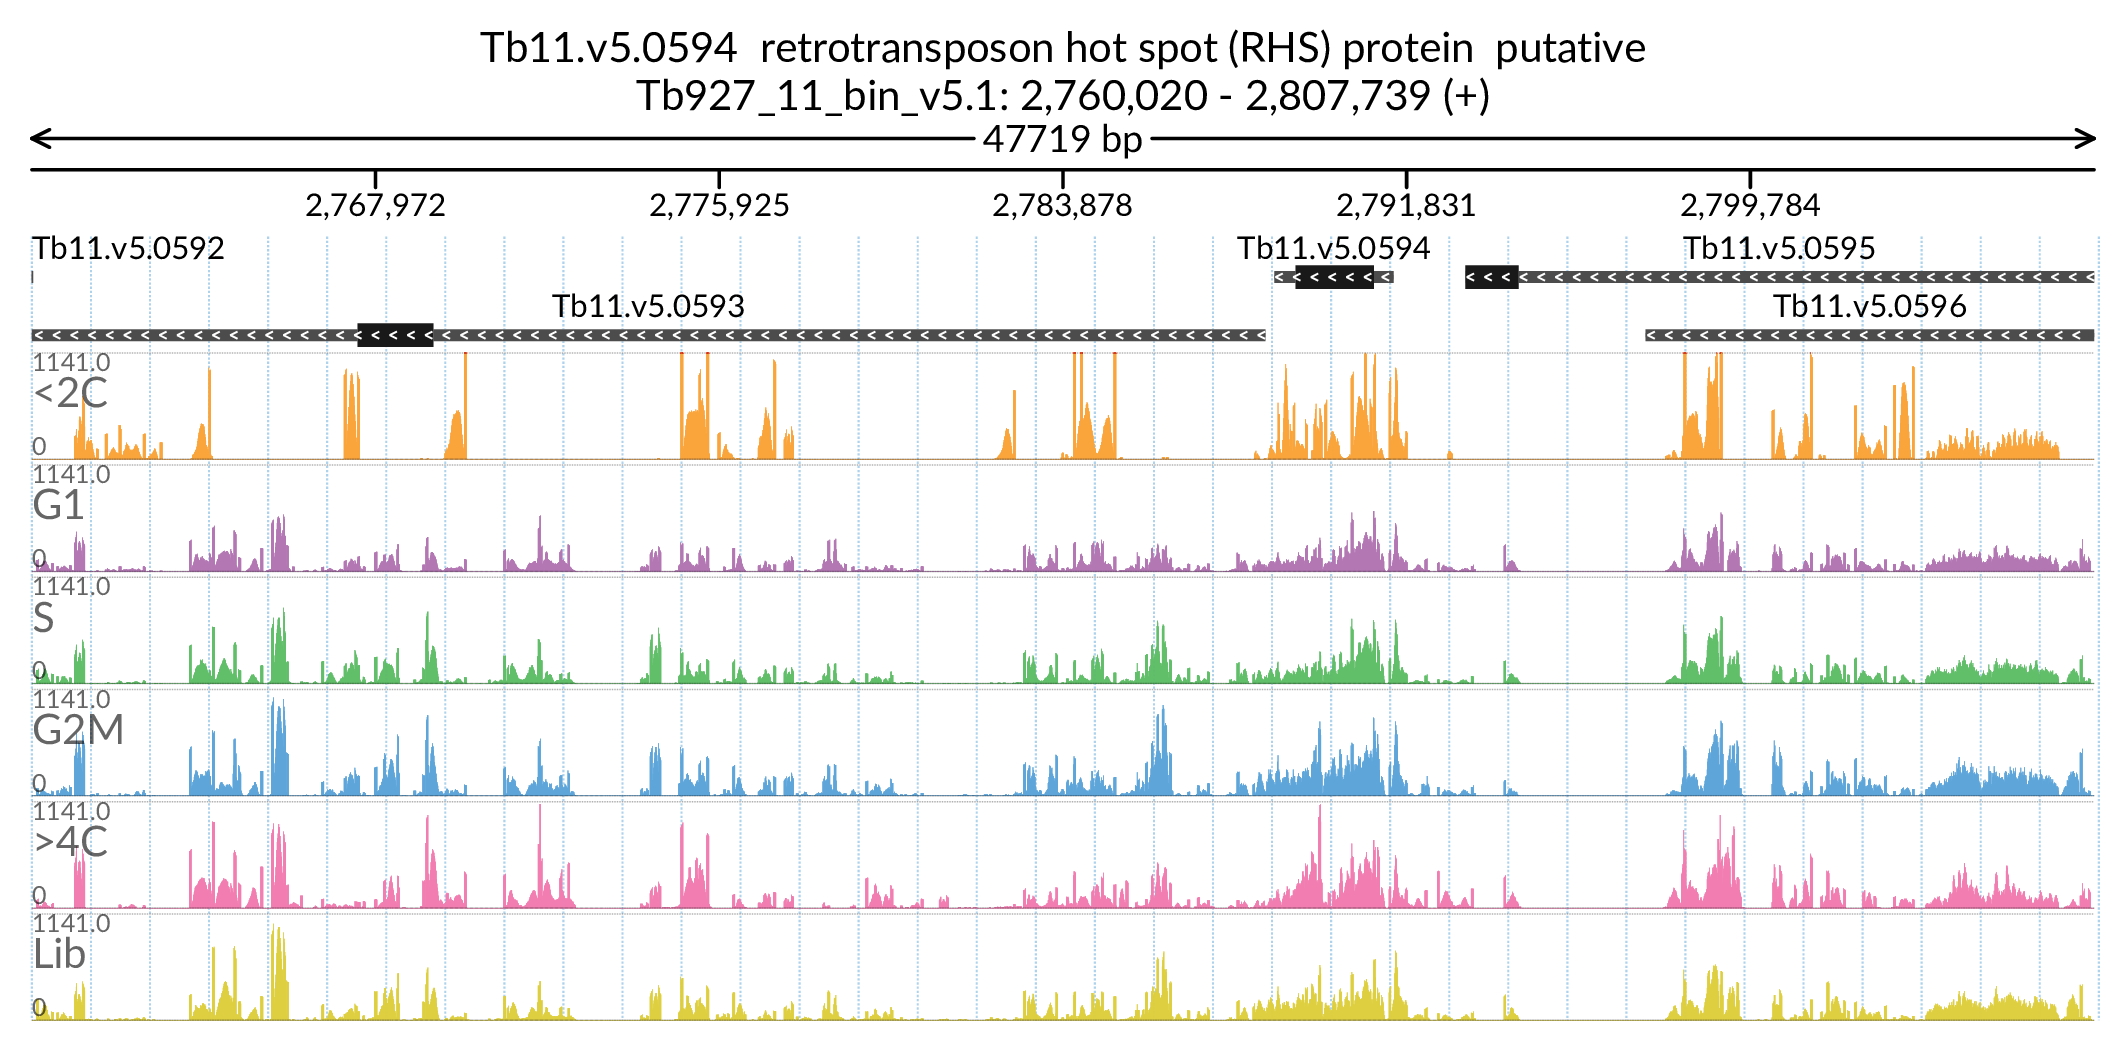 Tb11.v5.0594 retrotransposon hot spot (RHS) protein putative
Tb927_11_bin_v5.1: 2,760,020 - 2,807,739 (+)
47719 bp
2,767,972 2,775,925 2,783,878 2,791,831 2,799,784
Tb11.v5.0592 Tb11.v5.0594 Tb11.v5.0595
Tb11.v5.0593 Tb11.v5.0596
1141.0
<2C
0
1141.0
G1
0
1141.0
S
0
1141.0
G2M
0
1141.0
>4C
0
1141.0
Lib
0